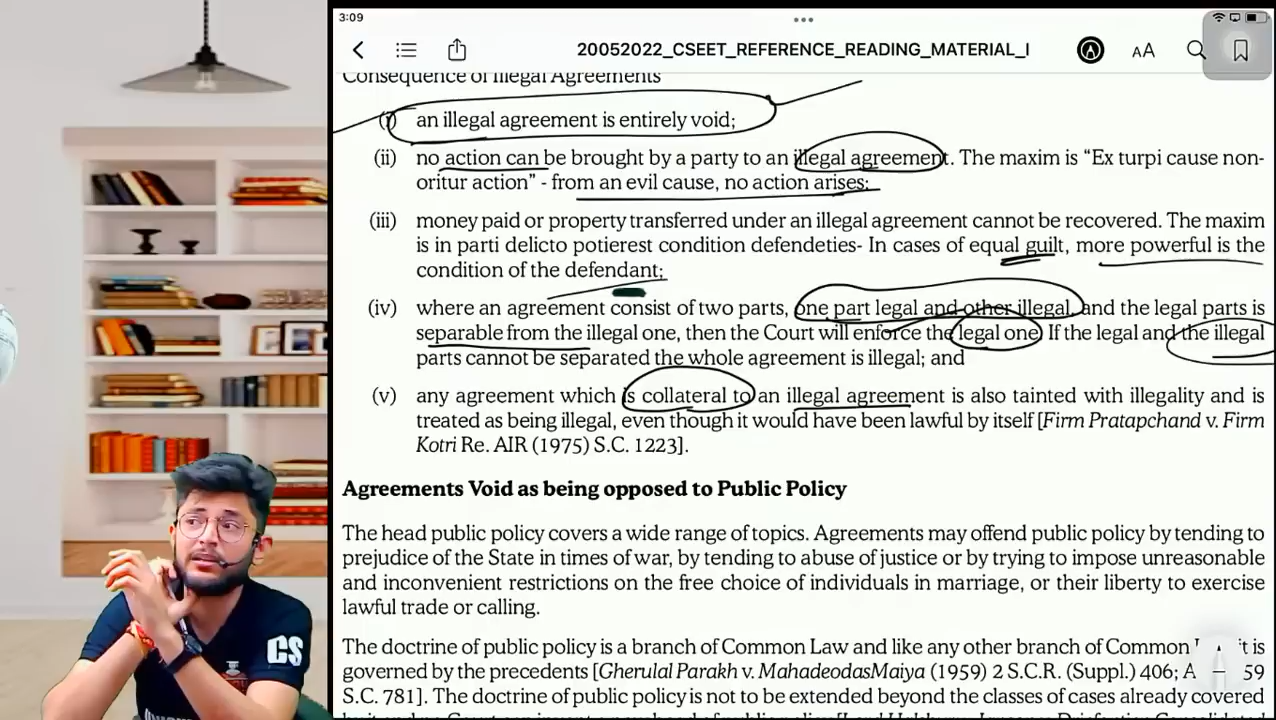 3:09
20052022_CSEET_REFERENCE_READING_MATERIAL_I
AA
Consequence of Illegal Agreements
(i) an illegal agreement is entirely void;
(ii) no action can be brought by a party to an illegal agreement. The maxim is “Ex turpi cause non-
oritur action” - from an evil cause, no action arises;
(iii) money paid or property transferred under an illegal agreement cannot be recovered. The maxim
is in parti delicto potierest condition defendeties- In cases of equal guilt, more powerful is the
condition of the defendant;
(iv) where an agreement consist of two parts, one part legal and other illegal, and the legal parts is
separable from the illegal one, then the Court will enforce the legal one. If the legal and the illegal
parts cannot be separated the whole agreement is illegal; and
(v) any agreement which is collateral to an illegal agreement is also tainted with illegality and is
treated as being illegal, even though it would have been lawful by itself [Firm Pratapchand v. Firm
Kotri Re. AIR (1975) S.C. 1223].
Agreements Void as being opposed to Public Policy
The head public policy covers a wide range of topics. Agreements may offend public policy by tending to
prejudice of the State in times of war, by tending to abuse of justice or by trying to impose unreasonable
and inconvenient restrictions on the free choice of individuals in marriage, or their liberty to exercise
lawful trade or calling.
The doctrine of public policy is a branch of Common Law and like any other branch of Common it is
governed by the precedents [Gherulal Parakh v. MahadeodasMaiya (1959) 2 S.C.R. (Suppl.) 406; A 59
S.C. 781]. The doctrine of public policy is not to be extended beyond the classes of cases already covered
CS